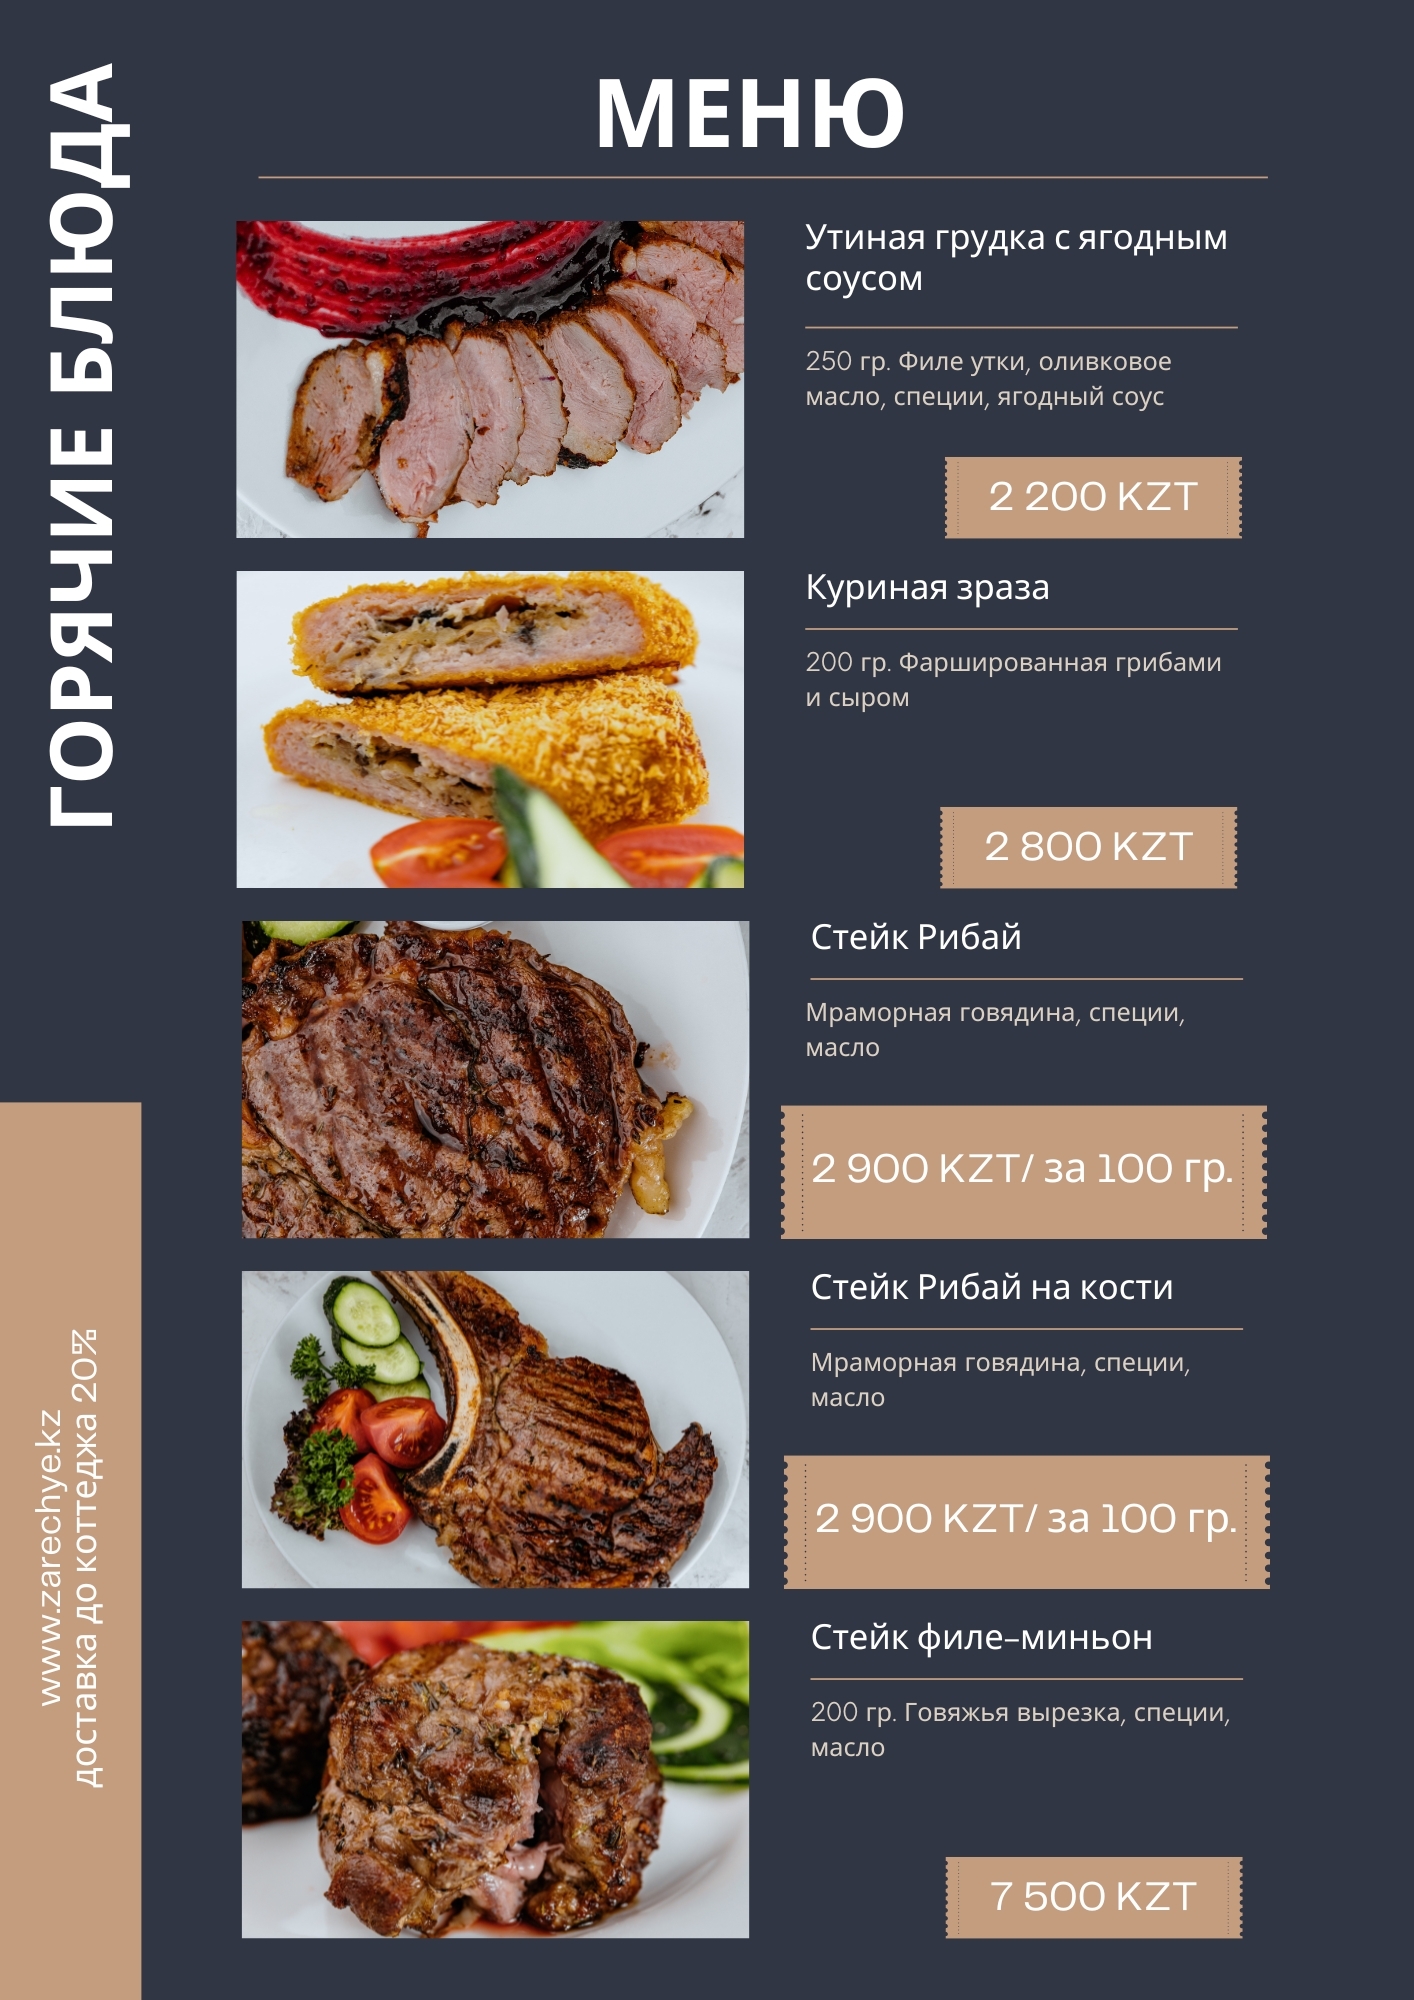 ГОРЯЧИЕ БЛЮДА
МЕНЮ
Утиная грудка с ягодным
соусом
250 гр. Филе утки, оливковое
масло, специи, ягодный соус
2 200 KZT
Куриная зраза
200 гр. Фаршированная грибами
и сыром
2 800 KZT
Стейк Рибай
Мраморная говядина, специи,
масло
2 900 KZT/ за 100 гр.
Стейк Рибай на кости
Мраморная говядина, специи,
масло
2 900 KZT/ за 100 гр.
Стейк филе-миньон
200 гр. Говяжья вырезка, специи,
масло
7 500 KZT
www.zarechye.kz
доставка до коттеджа 20%